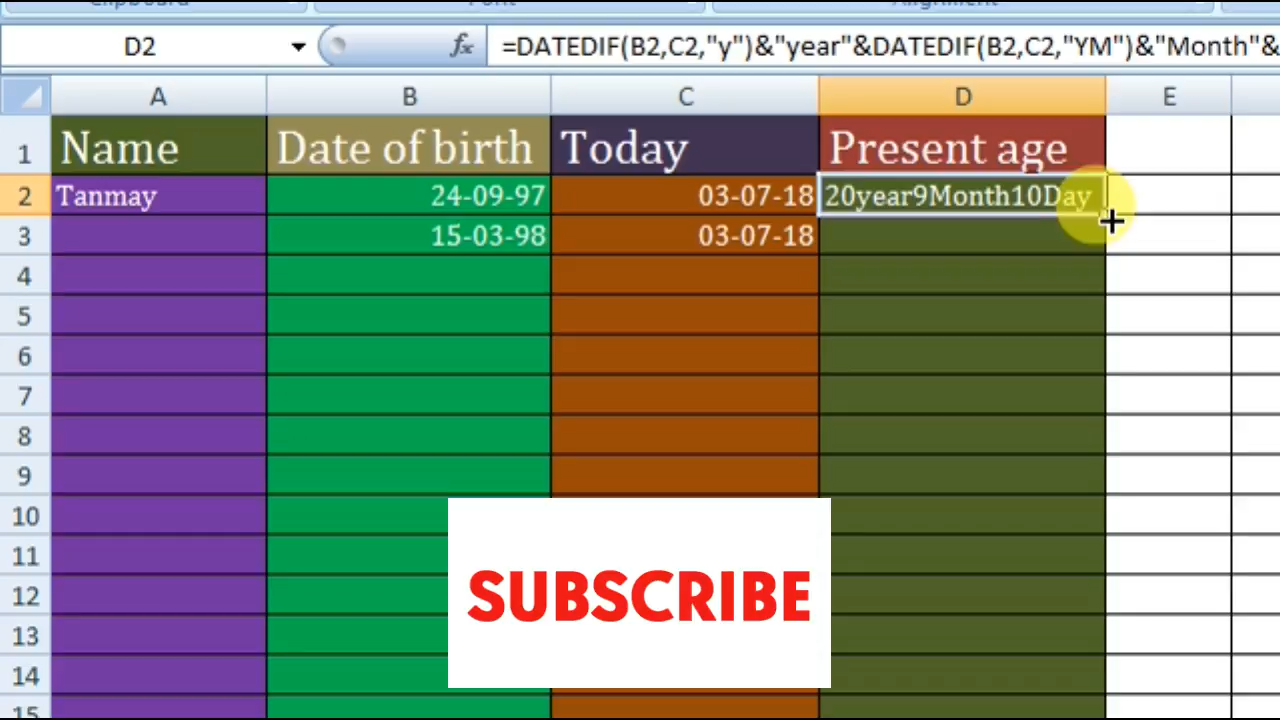 D2 fx =DATEDIF(B2,C2,"y")&"year"&DATEDIF(B2,C2,"YM")&"Month"&
A B C D E
1 Name Date of birth Today Present age
2 Tanmay 24-09-97 03-07-18 20year9Month10Day
3 15-03-98 03-07-18
4
5
6
7
8
9
10
11
12
13
14
15
SUBSCRIBE